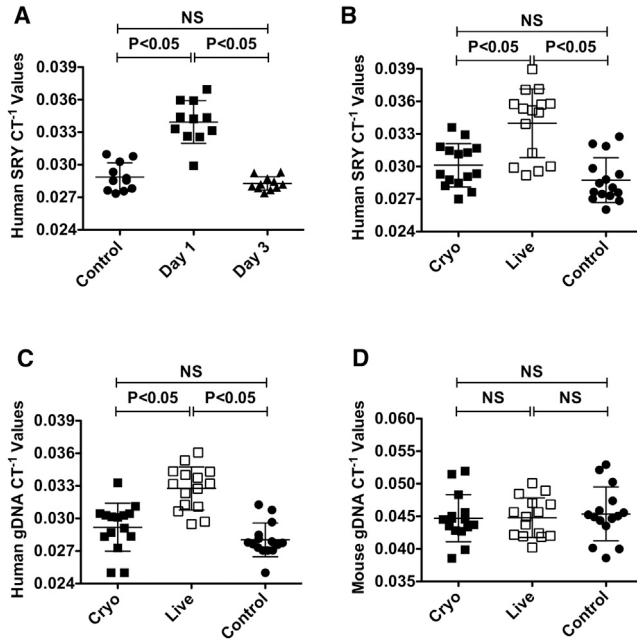 A
NS
P<0.05 P<0.05
Human SRY CT-1 Values
0.039
0.036
0.033
0.030
0.027
0.024
Control Day 1 Day 3
B
NS
P<0.05 P<0.05
Human SRY CT-1 Values
0.039
0.036
0.033
0.030
0.027
0.024
Cryo Live Control
C
NS
P<0.05 P<0.05
Human gDNA CT-1 Values
0.039
0.036
0.033
0.030
0.027
0.024
Cryo Live Control
D
NS
NS NS
Mouse gDNA CT-1 Values
0.060
0.055
0.050
0.045
0.040
0.035
Cryo Live Control